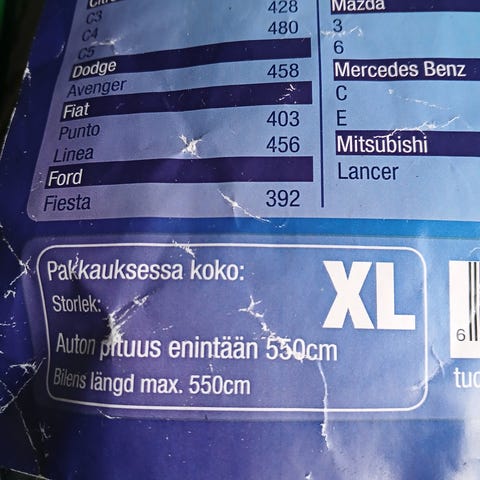 C3
C4 428
C5 480
Dodge
Avenger 458
Fiat
Punto 403
Linea 456
Ford
Fiesta 392
Mazda
3
6
Mercedes Benz
C
E
Mitsubishi
Lancer
Pakkauksessa koko:
Storlek:
XL
Auton pituus enintään 550cm
Bilens längd max. 550cm
6